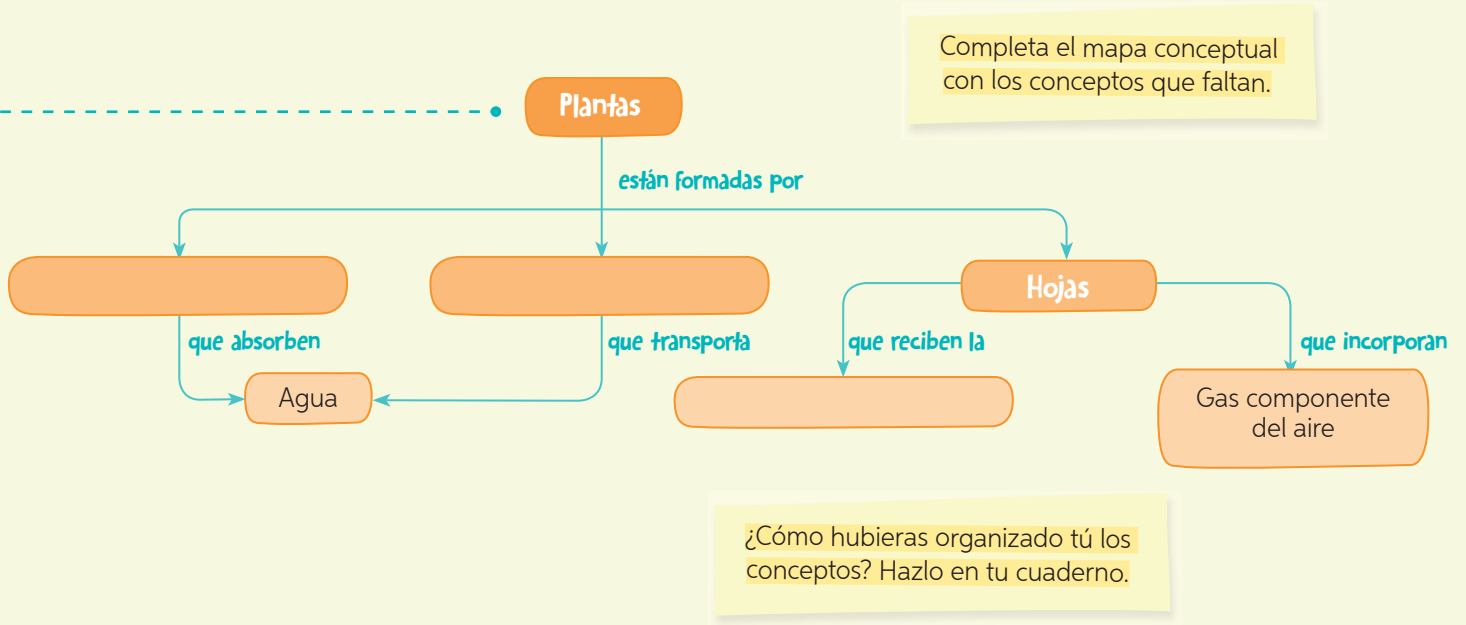 Completa el mapa conceptual
con los conceptos que faltan.
Plantas
están formadas por
Hojas
que absorben
que transporta
que reciben la
que incorporan
Agua
Gas componente
del aire
¿Cómo hubieras organizado tú los
conceptos? Hazlo en tu cuaderno.